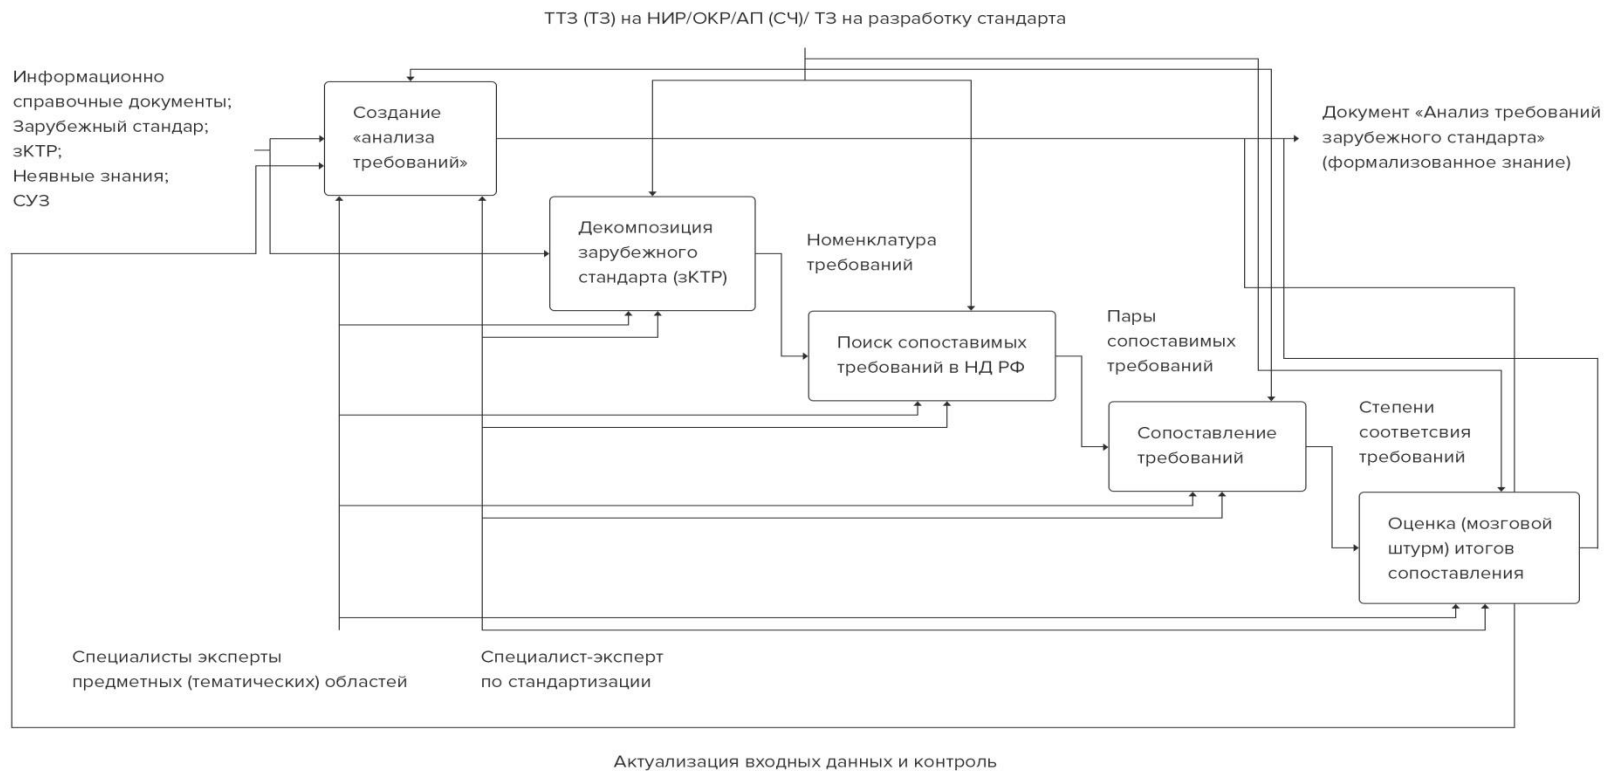 ТТЗ (ТЗ) на НИР/ОКР/АП (СЧ)/ ТЗ на разработку стандарта
Информационно
справочные документы;
Зарубежный стандар;
зКТР;
Неявные знания;
СУЗ
Создание
«анализа
требований»
Документ «Анализ требований
зарубежного стандарта»
(формализованное знание)
Декомпозиция
зарубежного
стандарта (зКТР)
Номенклатура
требований
Поиск сопоставимых
требований в НД РФ
Пары
сопоставимых
требований
Сопоставление
требований
Степени
соответсвия
требований
Оценка (мозговой
штурм) итогов
сопоставления
Специалисты эксперты
предметных (тематических) областей
Специалист-эксперт
по стандартизации
Актуализация входных данных и контроль